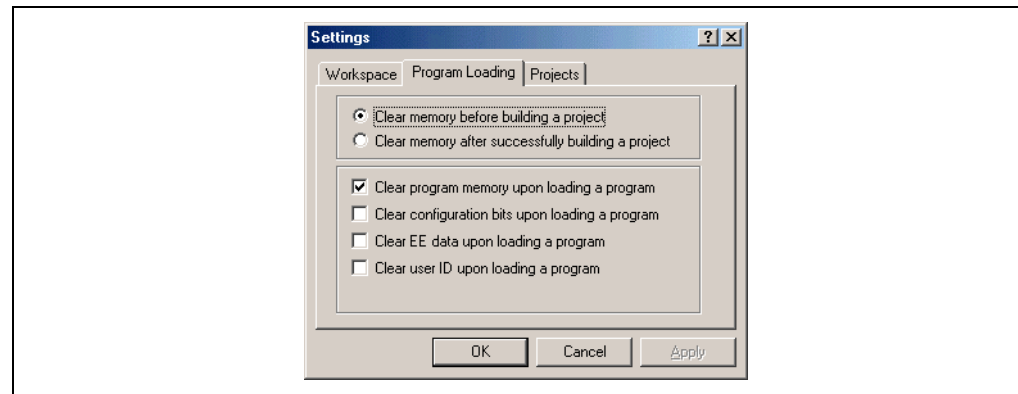 Settings
Workspace Program Loading Projects
Clear memory before building a project
Clear memory after successfully building a project
Clear program memory upon loading a program
Clear configuration bits upon loading a program
Clear EE data upon loading a program
Clear user ID upon loading a program
OK Cancel Apply